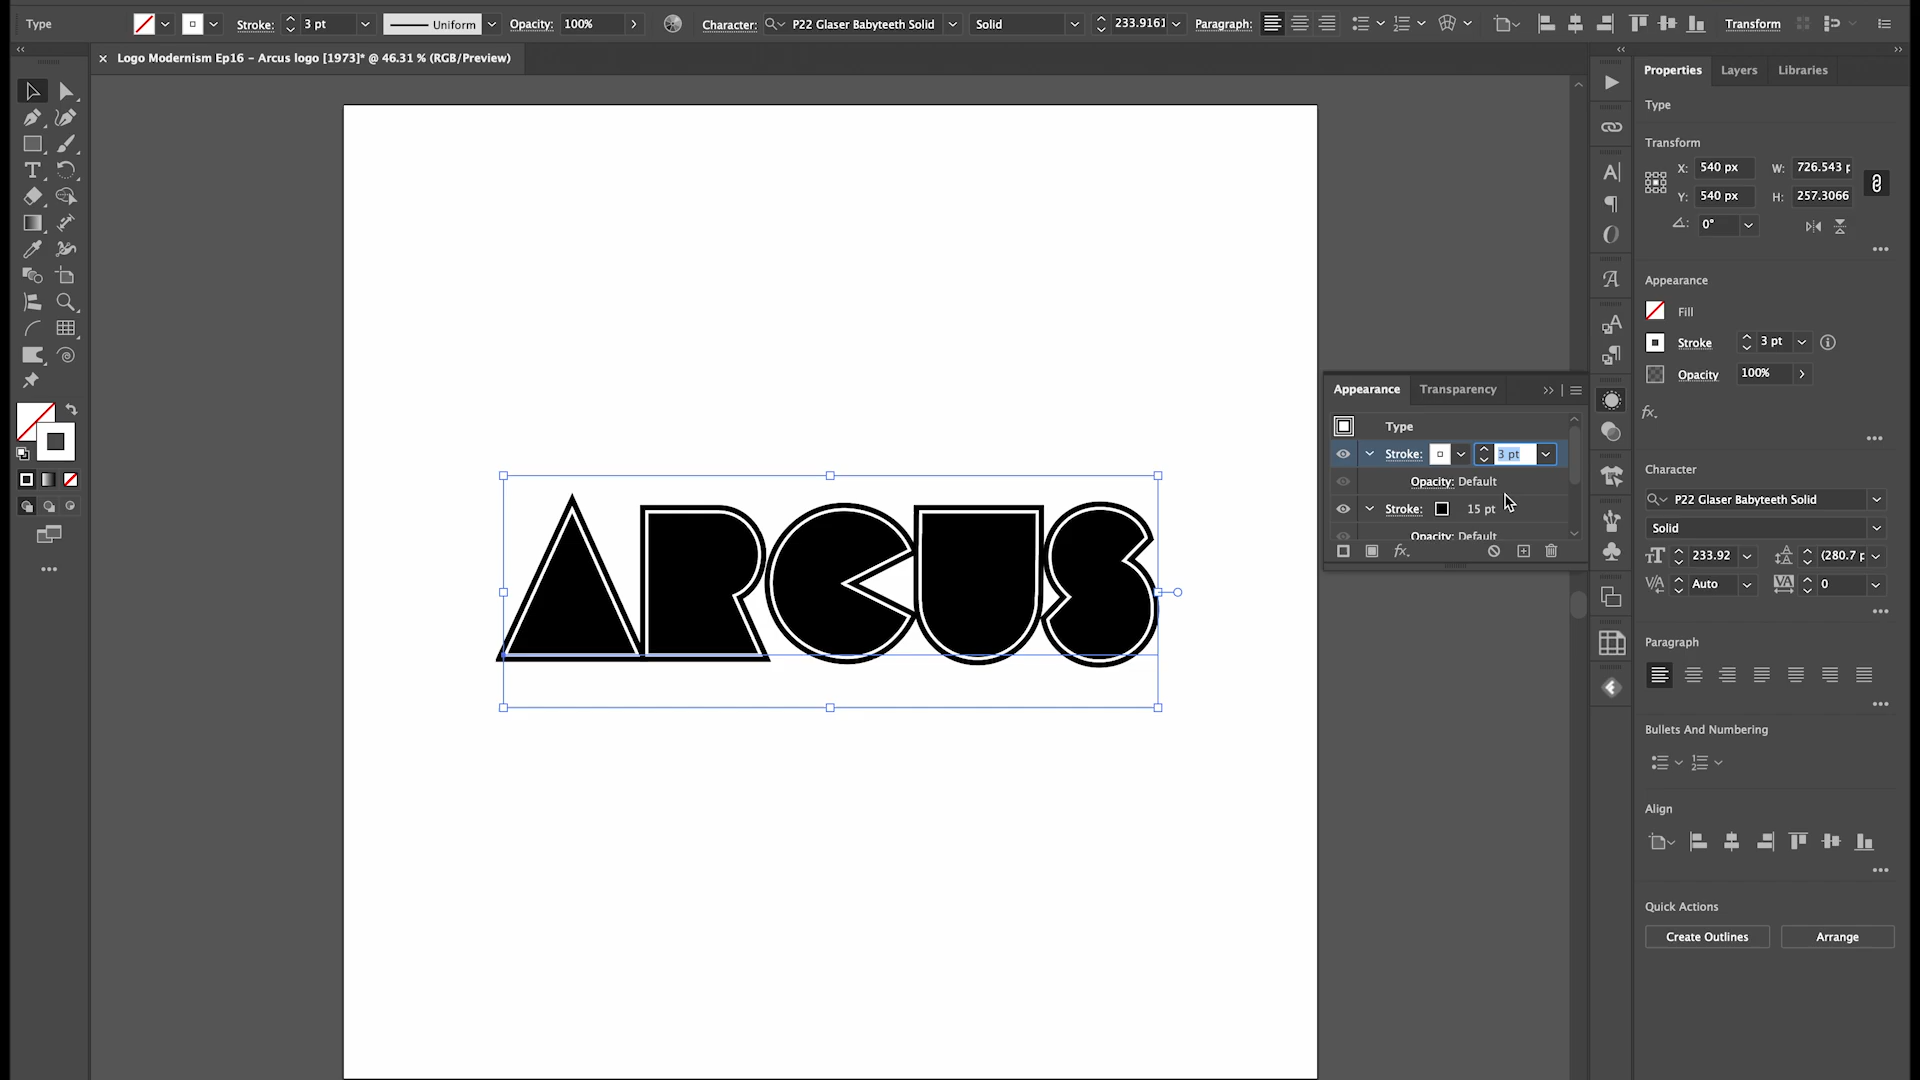 Type Stroke: 3 pt Uniform Opacity: 100% Character: P22 Glaser Babyteeth Solid Solid 233.9161 Paragraph: Transform
× Logo Modernism Ep16 – Arcus logo [1973]* @ 46.31 % (RGB/Preview)
Properties Layers Libraries
Type
Transform
X: 540 px W: 726.543 p
Y: 540 px H: 257.3066
0°
Appearance
Fill
Stroke 3 pt
Opacity 100%
fx.
Appearance Transparency
Type
Stroke: 3 pt
Opacity: Default
Stroke: 15 pt
Opacity: Default
fx.
ARCUS
Character
P22 Glaser Babyteeth Solid
Solid
233.92 (280.7 p
Auto 0
Paragraph
Bullets And Numbering
Align
Quick Actions
Create Outlines Arrange